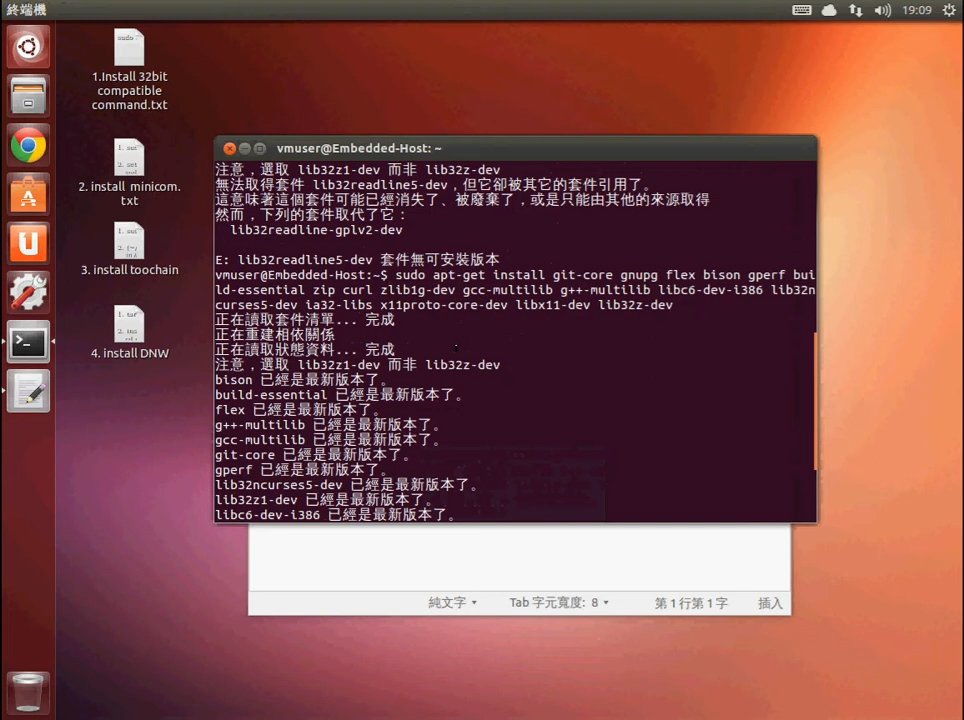 終端機
19:09
1.Install 32bit
compatible
command.txt
2. install minicom.
txt
3. install toochain
4. install DNW
vmuser@Embedded-Host: ~
注意，選取 lib32z1-dev 而非 lib32z-dev
無法取得套件 lib32readline5-dev，但它卻被其它的套件引用了。
這意味著這個套件可能已經消失了、被廢棄了，或是只能由其他的來源取得
然而，下列的套件取代了它：
lib32readline-gplv2-dev
E: lib32readline5-dev 套件無可安裝版本
vmuser@Embedded-Host:~$ sudo apt-get install git-core gnupg flex bison gperf bui
ld-essential zip curl zlib1g-dev gcc-multilib g++-multilib libc6-dev-i386 lib32n
curses5-dev ia32-libs x11proto-core-dev libx11-dev lib32z-dev
正在讀取套件清單... 完成
正在重建相依關係
正在讀取狀態資料... 完成
注意，選取 lib32z1-dev 而非 lib32z-dev
bison 已經是最新版本了。
build-essential 已經是最新版本了。
flex 已經是最新版本了。
g++-multilib 已經是最新版本了。
gcc-multilib 已經是最新版本了。
git-core 已經是最新版本了。
gperf 已經是最新版本了。
lib32ncurses5-dev 已經是最新版本了。
lib32z1-dev 已經是最新版本了。
libc6-dev-i386 已經是最新版本了。
純文字 Tab 字元寬度: 8 第 1 行第 1 字 插入